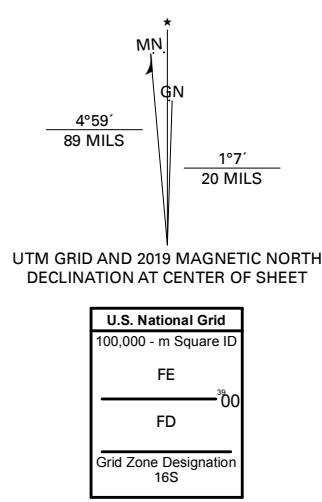 ★
M.N.
GN
4°59´
89 MILS
1°7´
20 MILS
UTM GRID AND 2019 MAGNETIC NORTH
DECLINATION AT CENTER OF SHEET
U.S. National Grid
100,000 - m Square ID
FE
3900
FD
Grid Zone Designation
16S